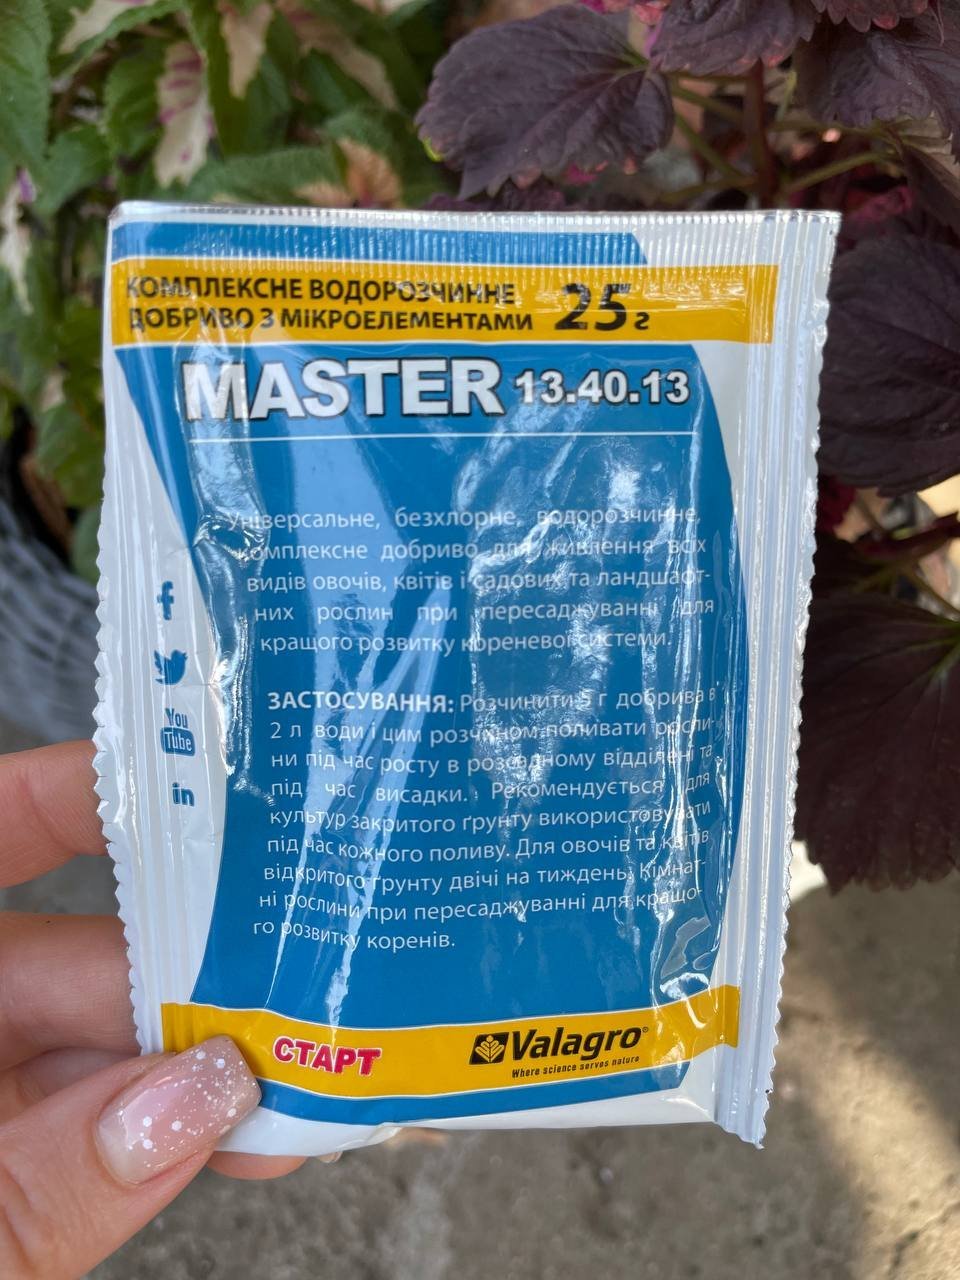 КОМПЛЕКСНЕ ВОДОРОЗЧИННЕ
ДОБРИВО З МІКРОЕЛЕМЕНТАМИ 25 г
MASTER 13.40.13
Універсальне, безхлорне, водорозчинне,
комплексне добриво для живлення всіх
видів овочів, квітів і садових та ландшафт-
них рослин при пересаджуванні для
кращого розвитку кореневої системи.
ЗАСТОСУВАННЯ: Розчинити 5 г добрива в
2 л води і цим розчином поливати росли-
ни під час росту в розсадному відділені та
під час висадки. Рекомендується для
культур закритого ґрунту використовувати
під час кожного поливу. Для овочів та квітів
відкритого ґрунту двічі на тиждень. Кімнат-
ні рослини при пересаджуванні для кращо-
го розвитку коренів.
f
You
Tube
in
СТАРТ
Valagro®
Where science serves nature